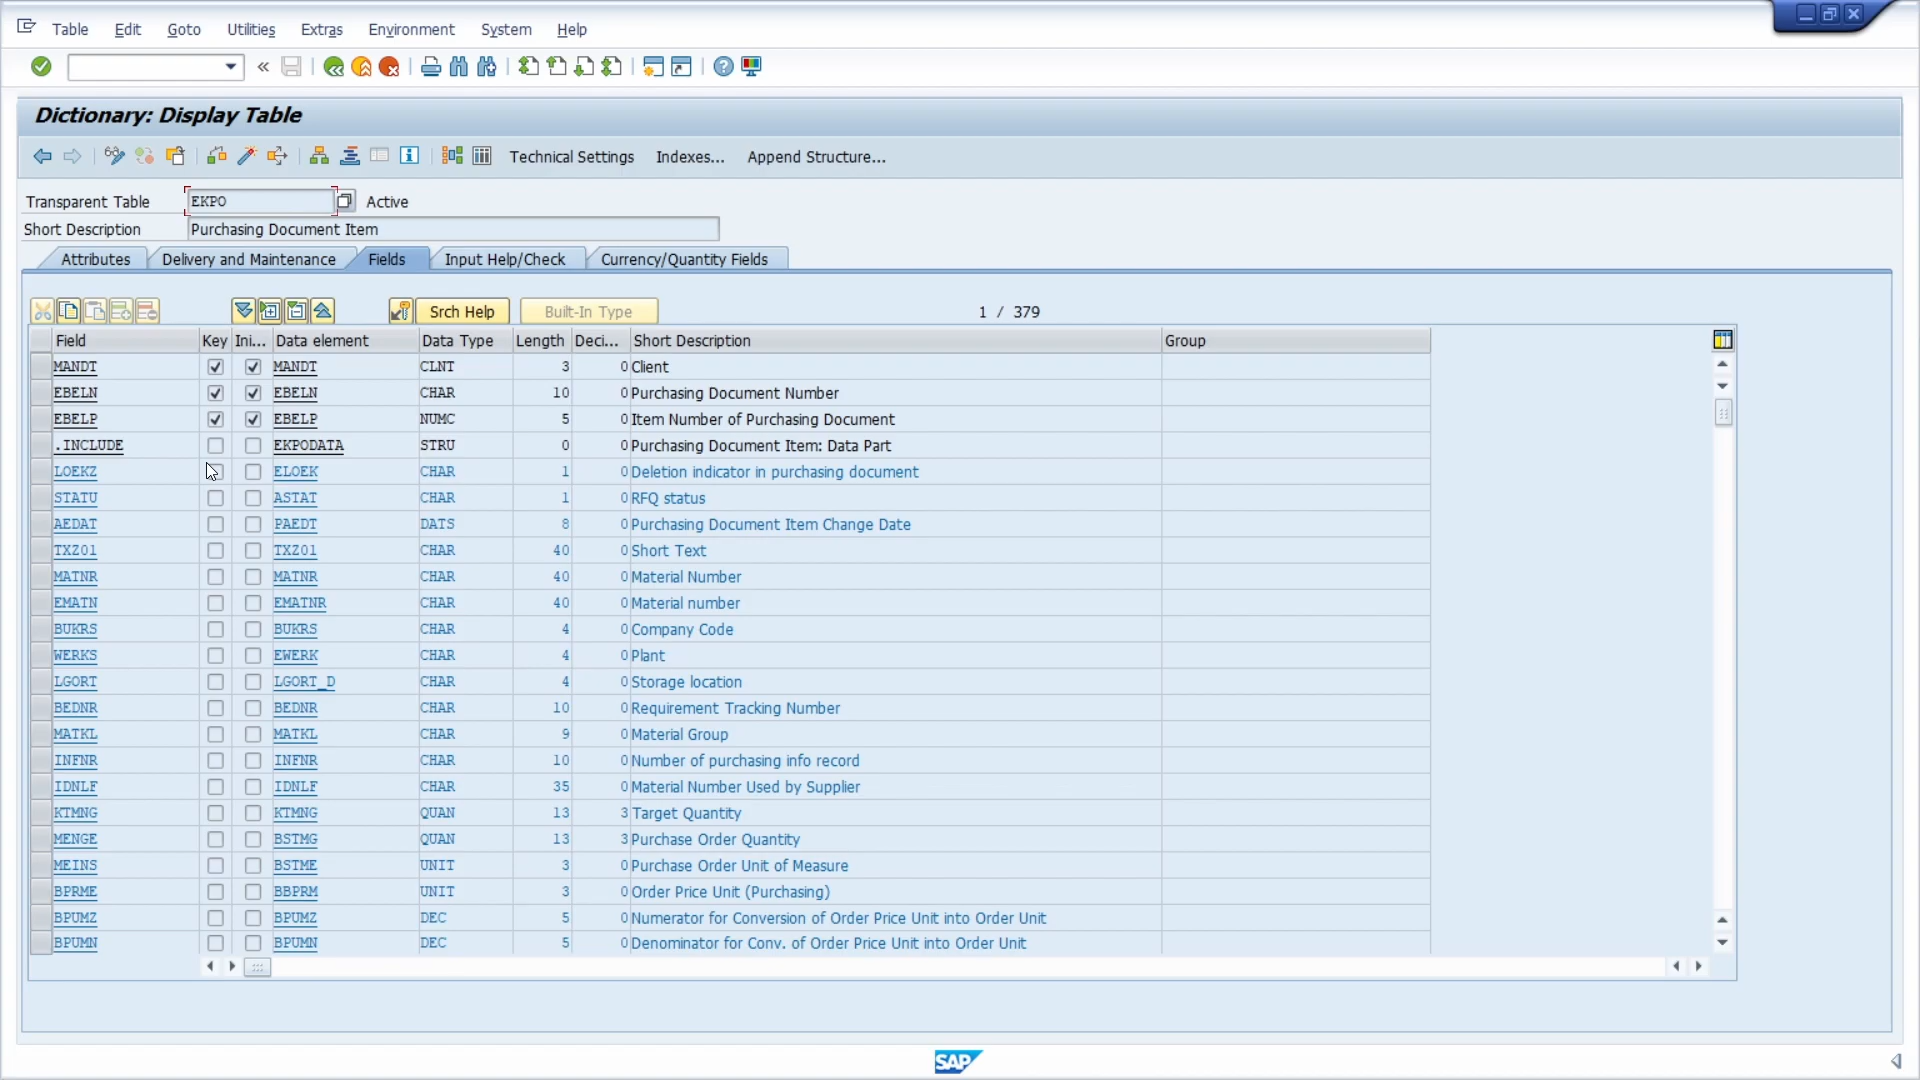 Table Edit Goto Utilities Extras Environment System Help
Dictionary: Display Table
Technical Settings Indexes... Append Structure...
Transparent Table EKPO Active
Short Description Purchasing Document Item
Attributes Delivery and Maintenance Fields Input Help/Check Currency/Quantity Fields
Srch Help Built-In Type 1 / 379
Field Key Ini... Data element Data Type Length Deci... Short Description Group
MANDT MANDT CLNT 3 0 Client
EBELN EBELN CHAR 10 0 Purchasing Document Number
EBELP EBELP NUMC 5 0 Item Number of Purchasing Document
.INCLUDE EKPODATA STRU 0 0 Purchasing Document Item: Data Part
LOEKZ ELOEK CHAR 1 0 Deletion indicator in purchasing document
STATU ASTAT CHAR 1 0 RFQ status
AEDAT PAEDT DATS 8 0 Purchasing Document Item Change Date
TXZ01 TXZ01 CHAR 40 0 Short Text
MATNR MATNR CHAR 40 0 Material Number
EMATN EMATNR CHAR 40 0 Material number
BUKRS BUKRS CHAR 4 0 Company Code
WERKS EWERK CHAR 4 0 Plant
LGORT LGORT_D CHAR 4 0 Storage location
BEDNR BEDNR CHAR 10 0 Requirement Tracking Number
MATKL MATKL CHAR 9 0 Material Group
INFNR INFNR CHAR 10 0 Number of purchasing info record
IDNLF IDNLF CHAR 35 0 Material Number Used by Supplier
KTMNG KTMNG QUAN 13 3 Target Quantity
MENGE BSTMG QUAN 13 3 Purchase Order Quantity
MEINS BSTME UNIT 3 0 Purchase Order Unit of Measure
BPRME BBPRM UNIT 3 0 Order Price Unit (Purchasing)
BPUMZ BPUMZ DEC 5 0 Numerator for Conversion of Order Price Unit into Order Unit
BPUMN BPUMN DEC 5 0 Denominator for Conv. of Order Price Unit into Order Unit
SAP